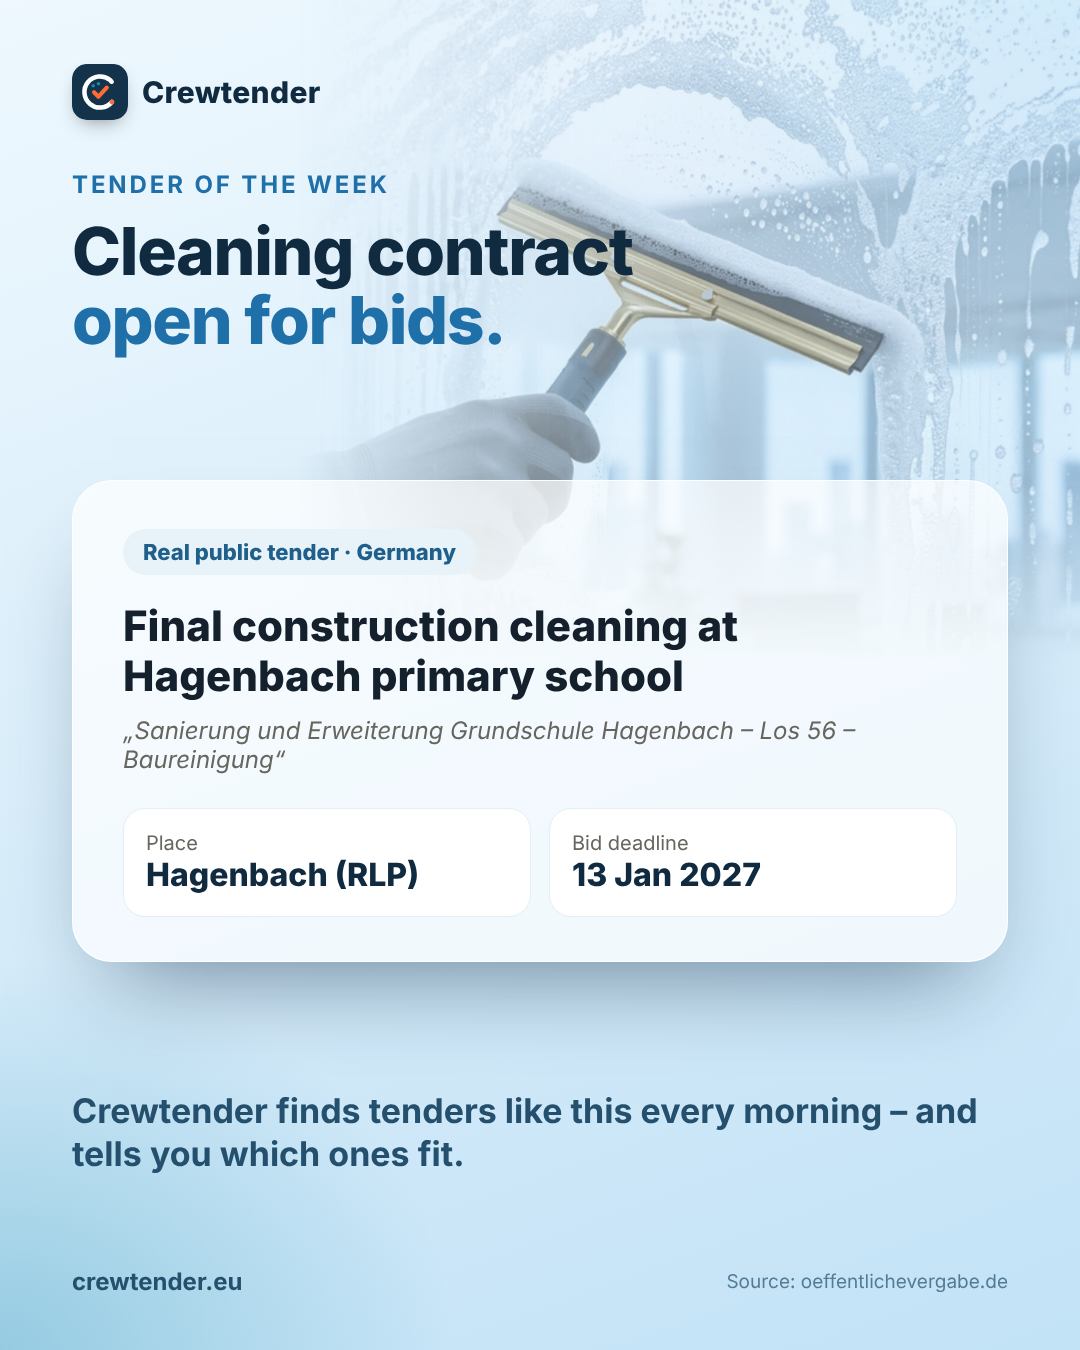 Crewtender
TENDER OF THE WEEK
Cleaning contract
open for bids.
Real public tender · Germany
Final construction cleaning at
Hagenbach primary school
„Sanierung und Erweiterung Grundschule Hagenbach – Los 56 –
Baureinigung“
Place
Hagenbach (RLP)
Bid deadline
13 Jan 2027
Crewtender finds tenders like this every morning – and
tells you which ones fit.
crewtender.eu
Source: oeffentlichevergabe.de